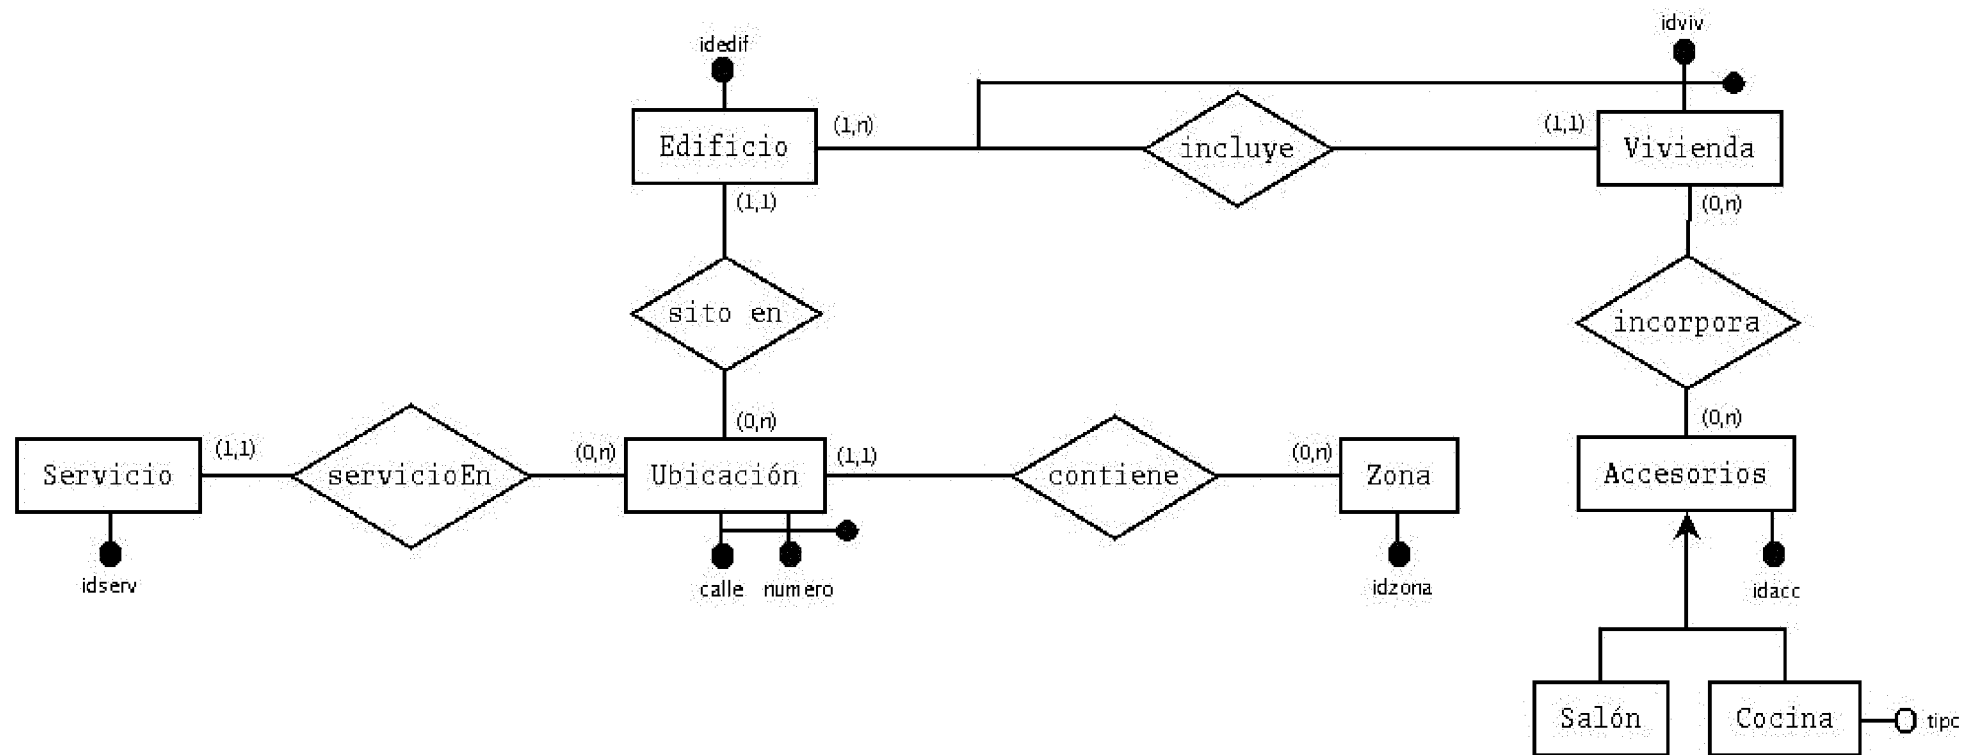 idviv
idedif
(1,n)
(1,1)
Edificio
incluye
Vivienda
(1,1)
(0,n)
sito en
incorpora
(0,n)
(0,n)
(1,1)
(0,n)
(1,1)
(0,n)
Servicio
servicioEn
Ubicación
contiene
Zona
Accesorios
idserv
calle
numero
idzona
idacc
Salón
Cocina
tipc